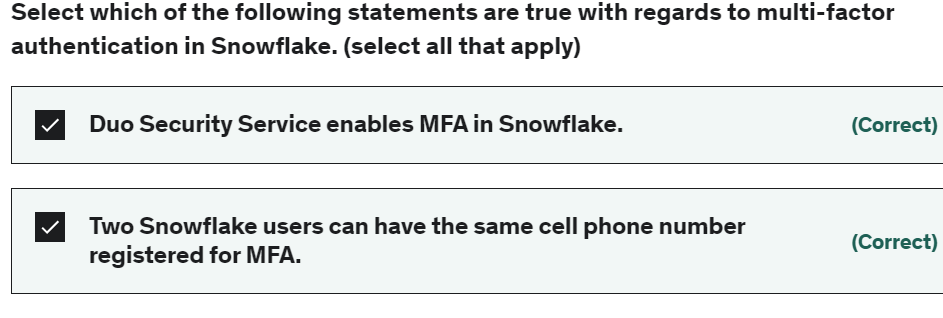 Select which of the following statements are true with regards to multi-factor
authentication in Snowflake. (select all that apply)
Duo Security Service enables MFA in Snowflake.
(Correct)
Two Snowflake users can have the same cell phone number
registered for MFA.
(Correct)